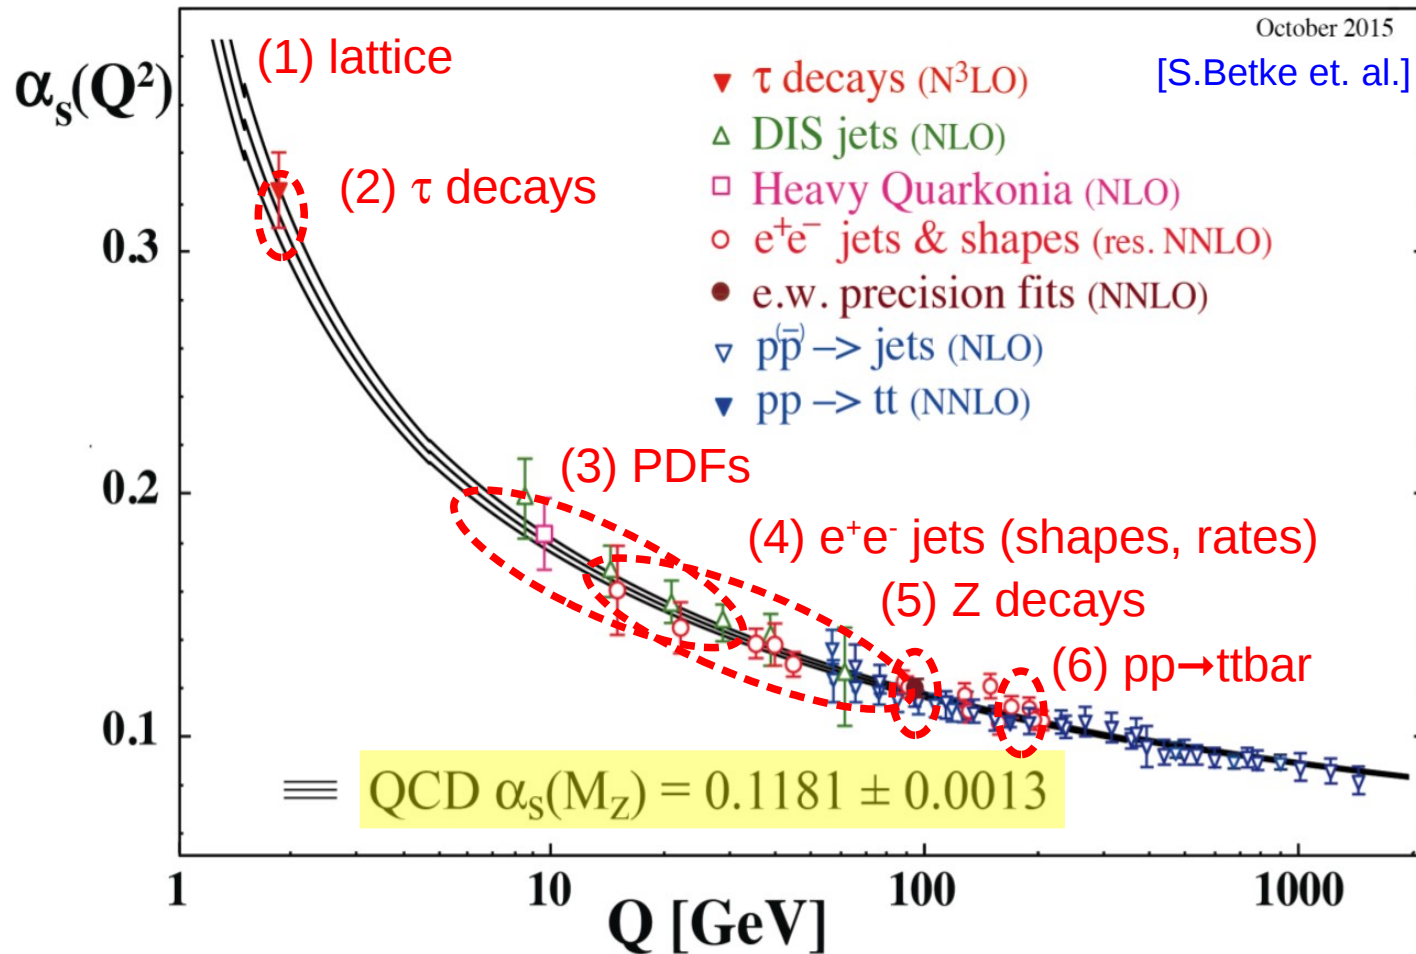 October 2015
(1) lattice
[S.Betke et. al.]
αs(Q²)
τ decays (N³LO)
DIS jets (NLO)
(2) τ decays
Heavy Quarkonia (NLO)
e⁺e⁻ jets & shapes (res. NNLO)
0.3
e.w. precision fits (NNLO)
pp(–) –> jets (NLO)
pp –> tt (NNLO)
(3) PDFs
0.2
(4) e⁺e⁻ jets (shapes, rates)
(5) Z decays
(6) pp→ttbar
0.1
QCD αs(Mz) = 0.1181 ± 0.0013
1 10 100 1000
Q [GeV]